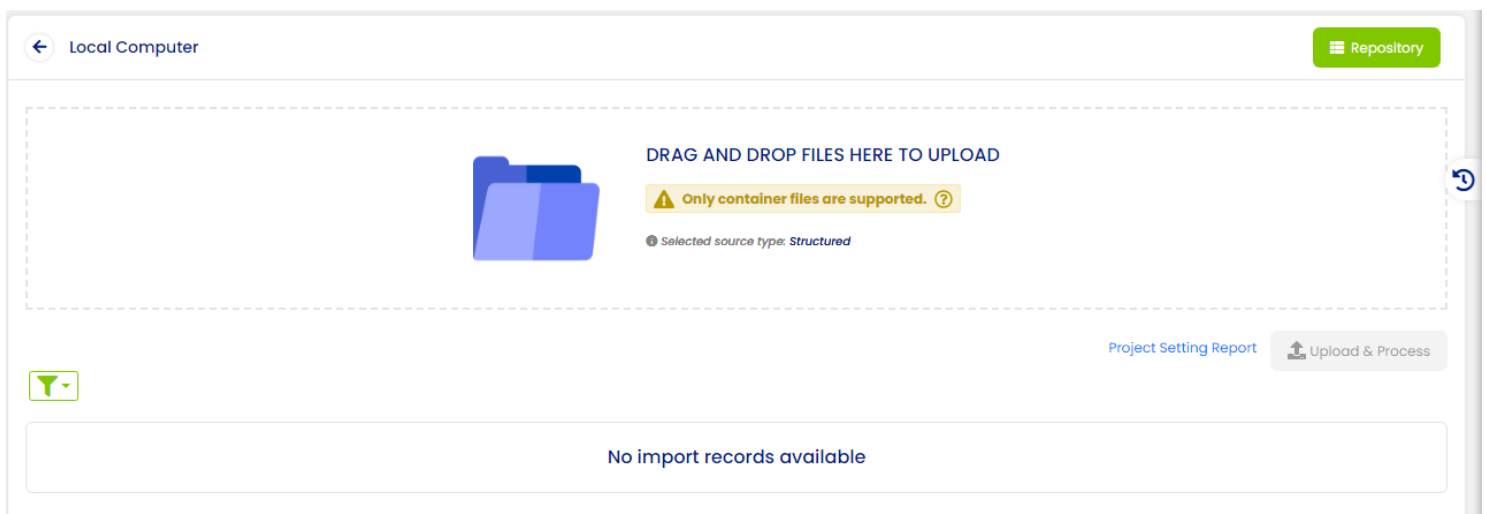 Local Computer
Repository
DRAG AND DROP FILES HERE TO UPLOAD
Only container files are supported.
Selected source type: Structured
Project Setting Report
Upload & Process
No import records available